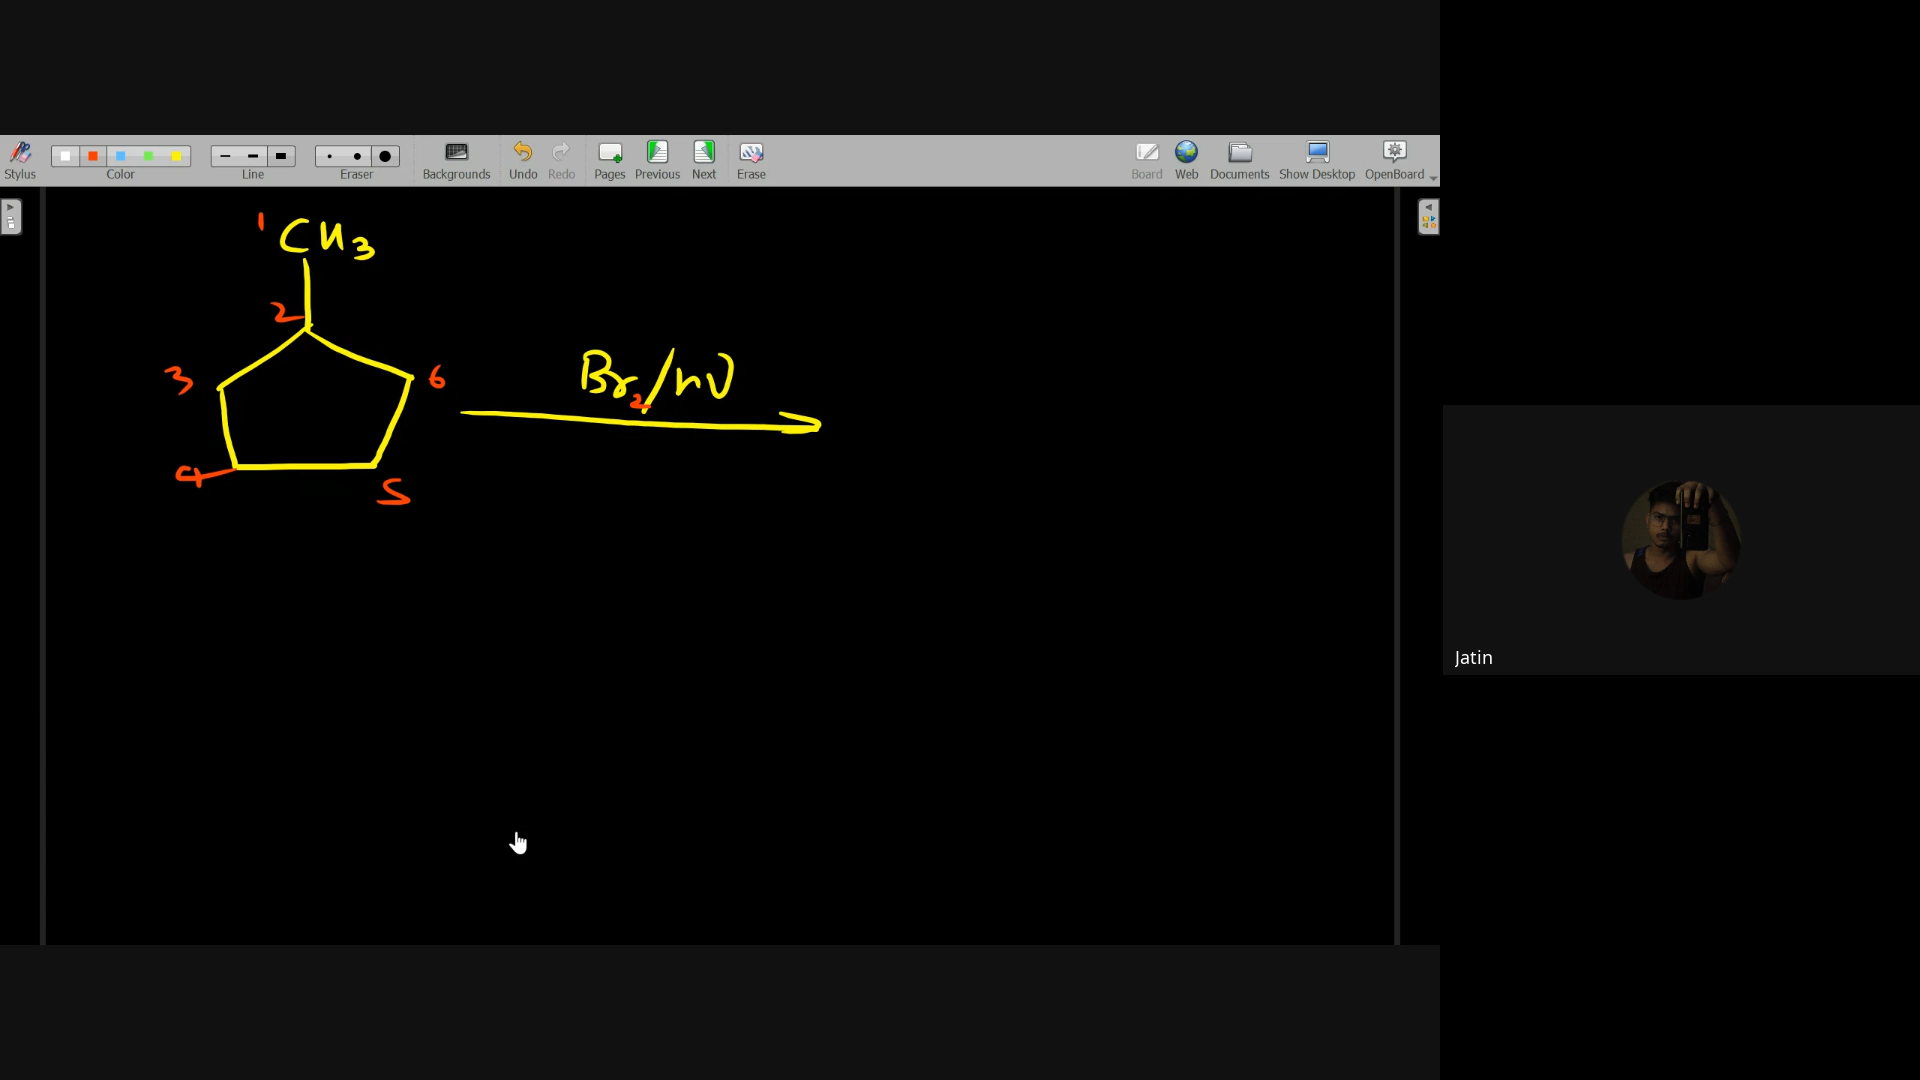 Stylus Color Line Eraser Backgrounds Undo Redo Pages Previous Next Erase Board Web Documents Show Desktop OpenBoard
1 CH3
2
3 6
Br2/hν
4 5
Jatin